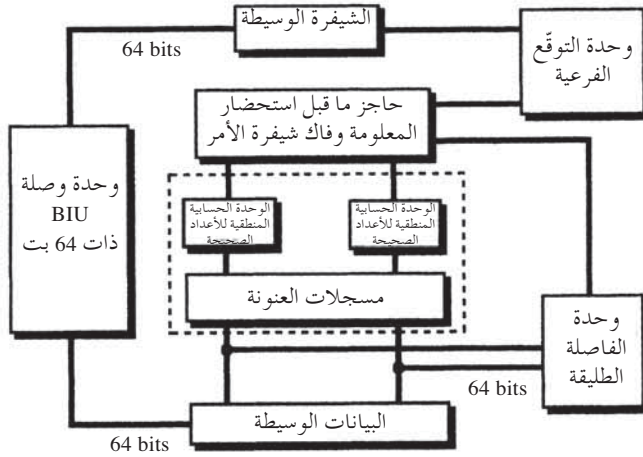 الشيفرة الوسيطة
64 bits
وحدة التوقّع
الفرعية
حاجز ما قبل استحضار
المعلومة وفاك شيفرة الأمر
وحدة وصلة
BIU
ذات 64 بت
الوحدة الحسابية
المنطقية للأعداد
الصحيحة
الوحدة الحسابية
المنطقية للأعداد
الصحيحة
مسجلات العنونة
وحدة
الفاصلة
الطليقة
64 bits
البيانات الوسيطة
64 bits